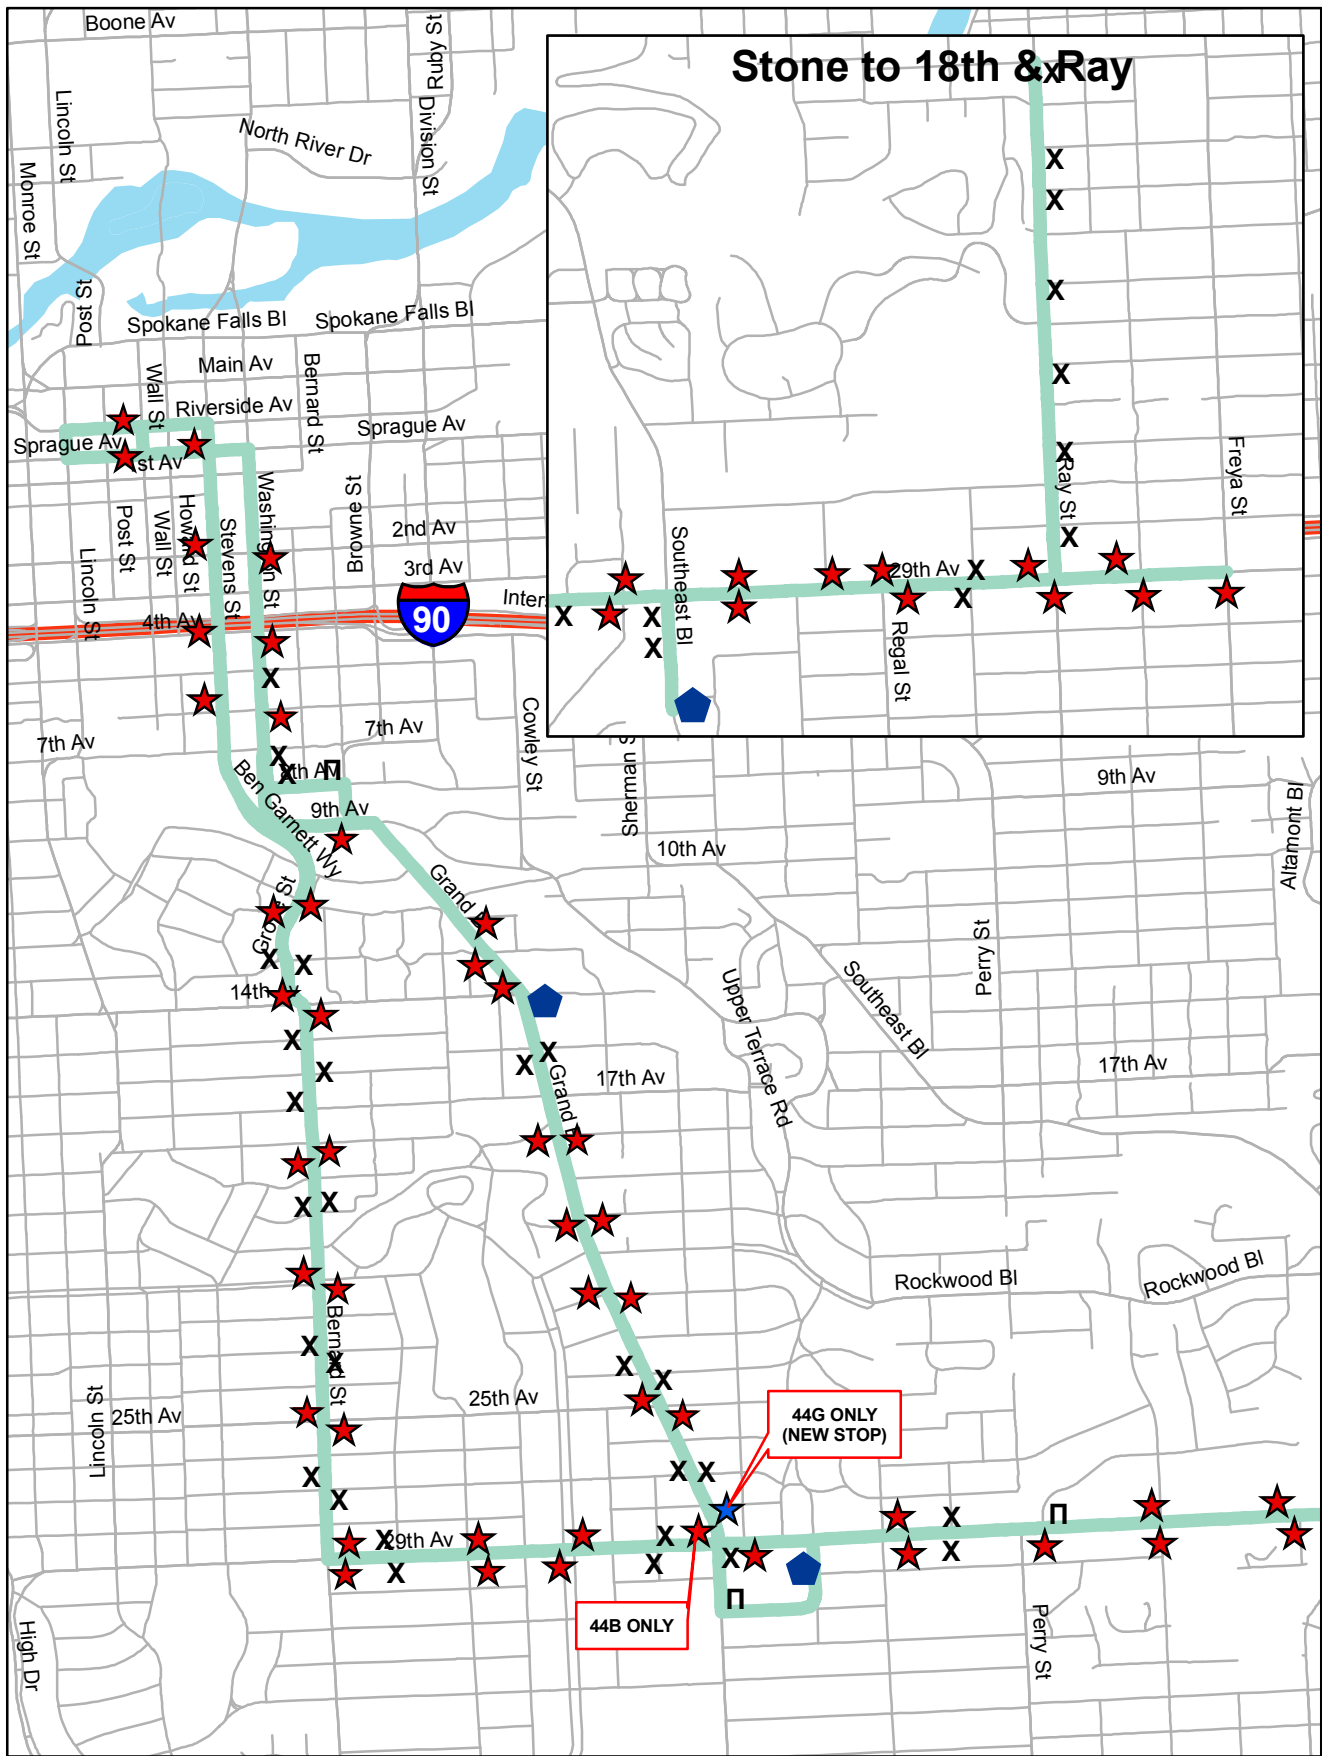 Boone Av
Ruby St
Stone to 18th & Ray
X
Lincoln St
North River Dr
Division St
Monroe St
X
X
Post St
X
Spokane Falls Bl
Spokane Falls Bl
Main Av
Wall St
Bernard St
X
Riverside Av
Sprague Av
Sprague Av
st Av
X
Ray St
Freya St
Washington St
Browne St
Post St
Wall St
Howard St
Stevens St
2nd Av
Southeast Bl
X
Lincoln St
3rd Av
29th Av
X
Inter
X
X
X
90
4th Av
X
Regal St
X
7th Av
7th Av
Cowley St
Sherman S
X
X
8th Av
П
9th Av
Altamont Bl
Ben Garnett Wy
9th Av
10th Av
Grand
Perry St
X
X
14th Av
Upper Terrace Rd
Southeast Bl
X
X
X
X
17th Av
17th Av
X
Grand B
X
X
Rockwood Bl
Rockwood Bl
X
X
Bernard St
X
X
Lincoln St
25th Av
25th Av
44G ONLY
(NEW STOP)
X
X
X
X
X
29th Av
X
X
П
X
X
X
X
П
44B ONLY
High Dr
Perry St